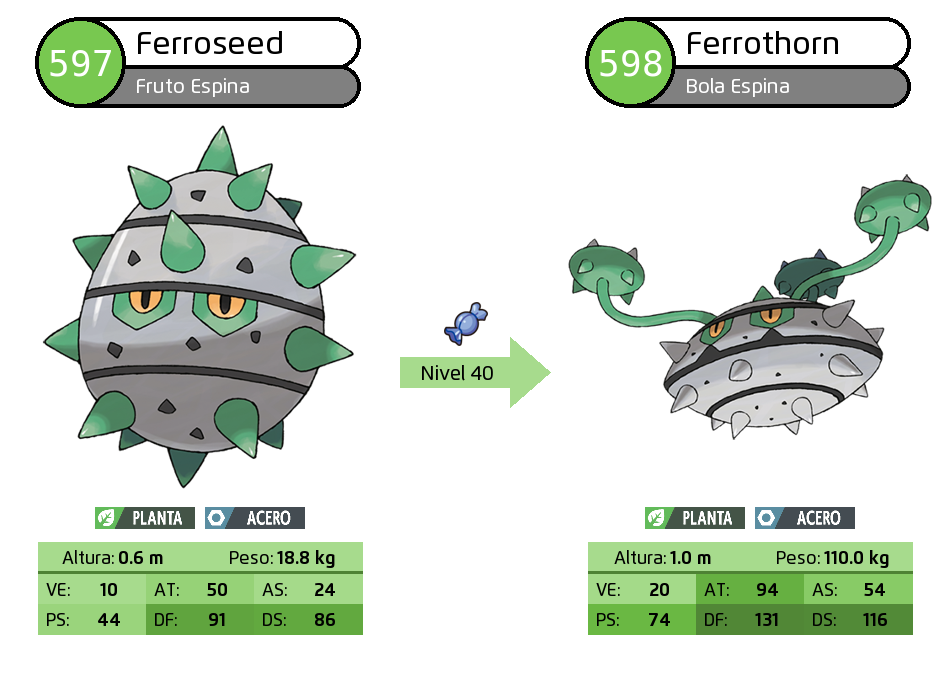 597 Ferroseed
Fruto Espina
598 Ferrothorn
Bola Espina
Nivel 40
PLANTA ACERO
Altura: 0.6 m Peso: 18.8 kg
VE: 10 AT: 50 AS: 24
PS: 44 DF: 91 DS: 86
PLANTA ACERO
Altura: 1.0 m Peso: 110.0 kg
VE: 20 AT: 94 AS: 54
PS: 74 DF: 131 DS: 116